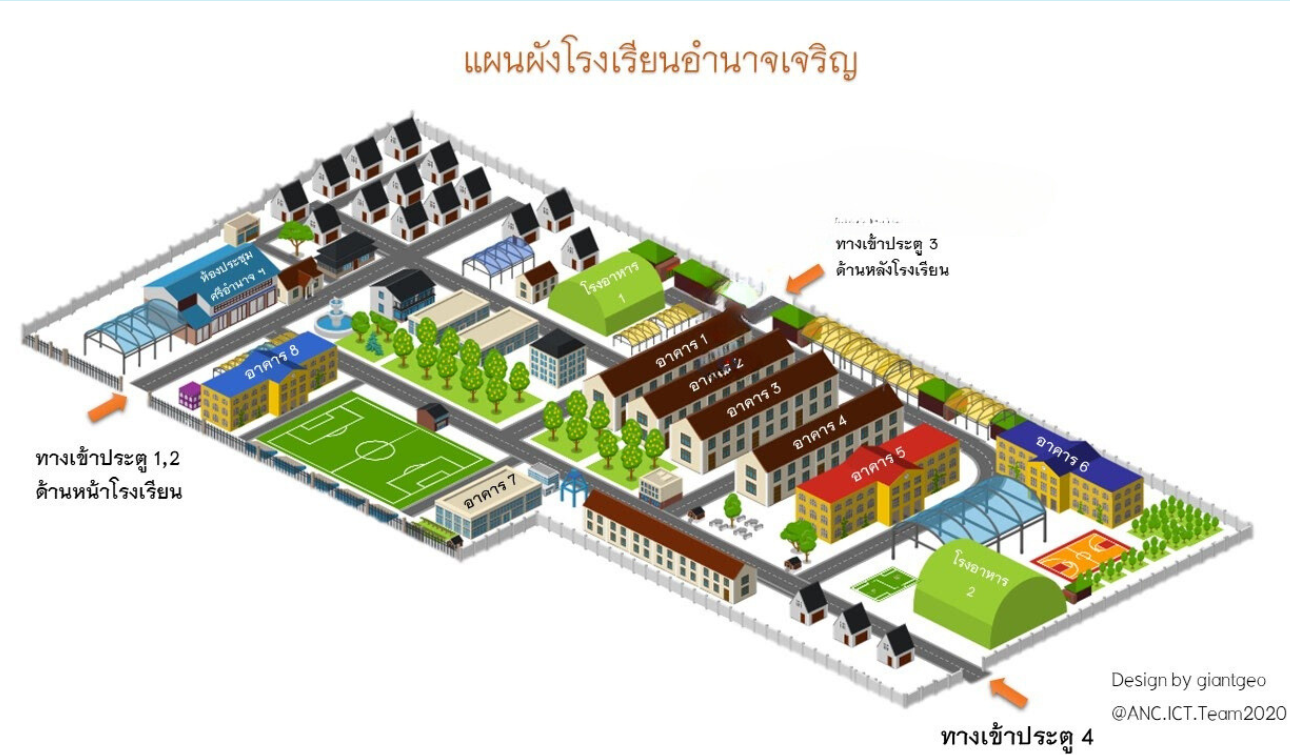 แผนผังโรงเรียนอำนาจเจริญ
ทางเข้าประตู 3
ด้านหลังโรงเรียน
ห้องประชุม
ศรีอำนาจ ฯ
โรงอาหาร
1
อาคาร 1
อาคาร 2
อาคาร 3
อาคาร 4
อาคาร 5
อาคาร 6
อาคาร 8
อาคาร 7
ทางเข้าประตู 1,2
ด้านหน้าโรงเรียน
โรงอาหาร
2
Design by giantgeo
@ANC.ICT.Team2020
ทางเข้าประตู 4